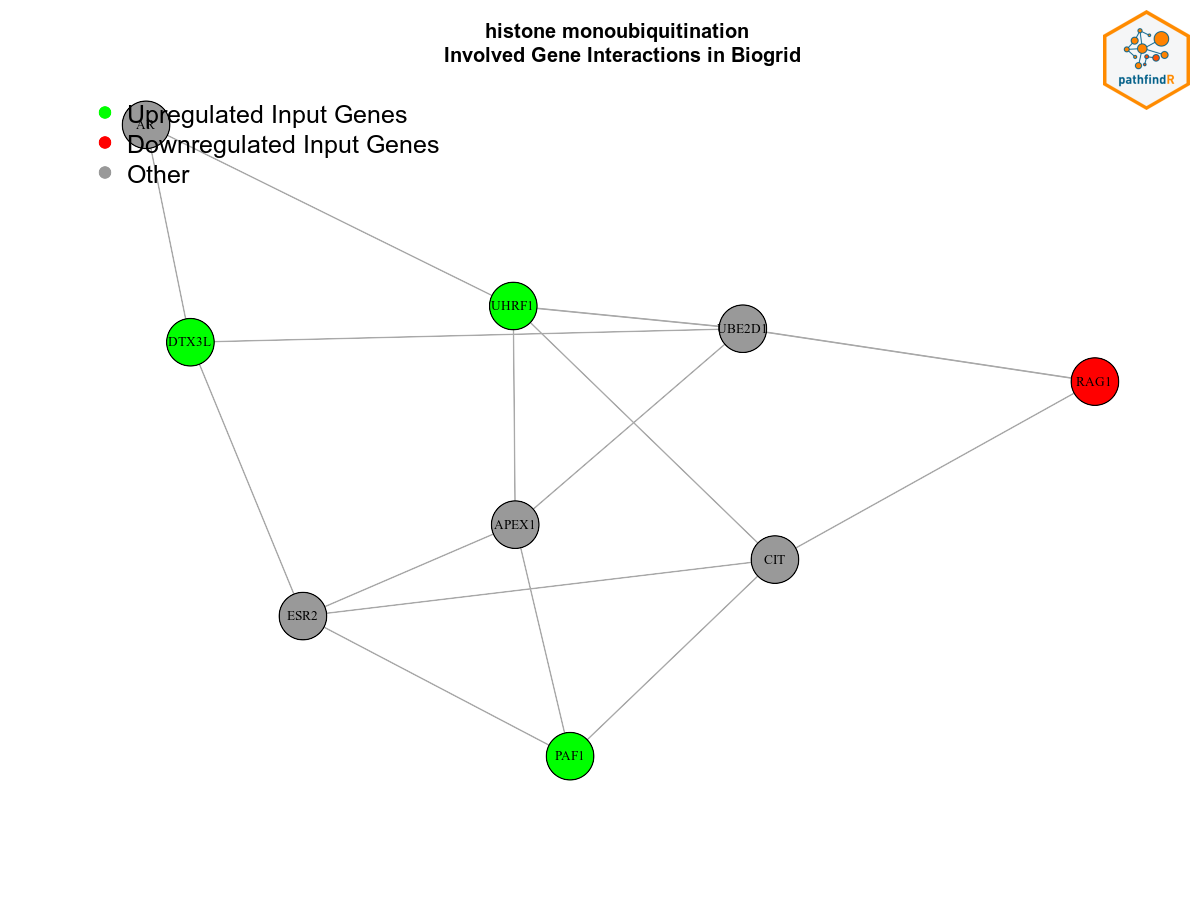 histone monoubiquitination
Involved Gene Interactions in Biogrid
pathfindR
Upregulated Input Genes
AR
Downregulated Input Genes
Other
UHRF1
UBE2D1
DTX3L
RAG1
APEX1
CIT
ESR2
PAF1